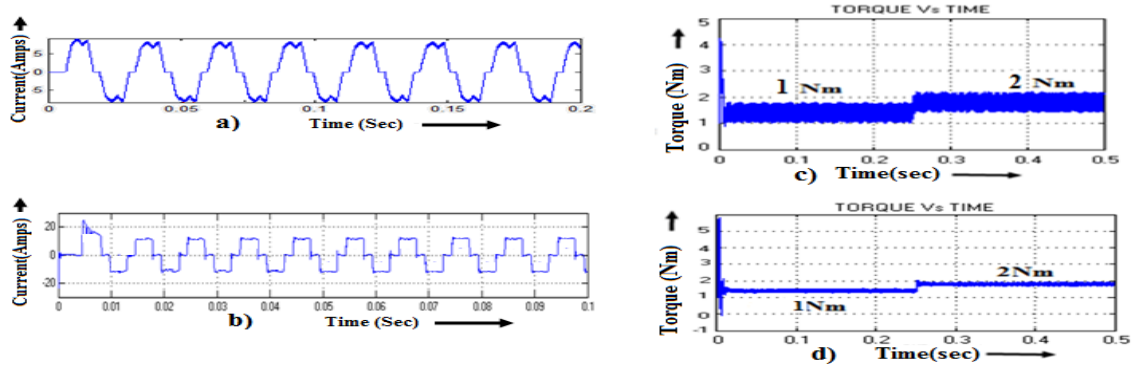 Current(Amps)
5
0
5
0
0.05
0.1
0.15
0.2
a)
Time (Sec)
Current(Amps)
20
0
-20
0
0.01
0.02
0.03
0.04
0.05
0.06
0.07
0.08
0.09
0.1
b)
Time (Sec)
TORQUE Vs TIME
Torque (Nm)
5
4
3
2
1
0
1 Nm
2 Nm
0
0.1
0.2
0.3
0.4
0.5
c)
Time(sec)
TORQUE Vs TIME
Torque (Nm)
5
4
3
2
1
0
-1
1Nm
2Nm
0
0.1
0.2
0.3
0.4
0.5
d)
Time(sec)